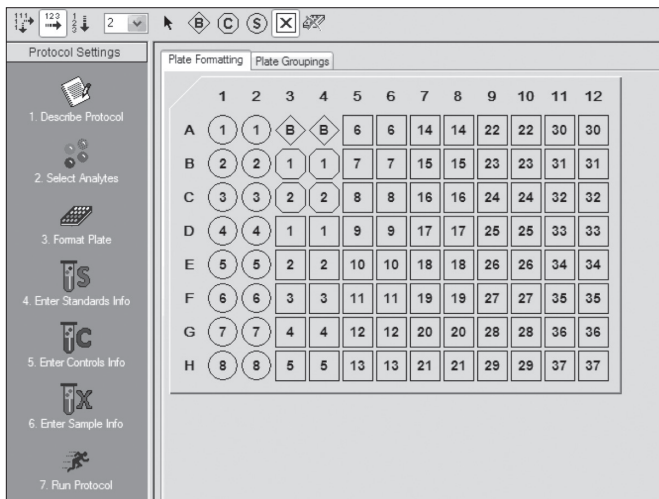 111 123 1 2 3 2 B C S X
Protocol Settings
1. Describe Protocol
2. Select Analytes
3. Format Plate
S
4. Enter Standards Info
C
5. Enter Controls Info
X
6. Enter Sample Info
7. Run Protocol
Plate Formatting Plate Groupings
1 2 3 4 5 6 7 8 9 10 11 12
A 1 1 B B 6 6 14 14 22 22 30 30
B 2 2 1 1 7 7 15 15 23 23 31 31
C 3 3 2 2 8 8 16 16 24 24 32 32
D 4 4 1 1 9 9 17 17 25 25 33 33
E 5 5 2 2 10 10 18 18 26 26 34 34
F 6 6 3 3 11 11 19 19 27 27 35 35
G 7 7 4 4 12 12 20 20 28 28 36 36
H 8 8 5 5 13 13 21 21 29 29 37 37